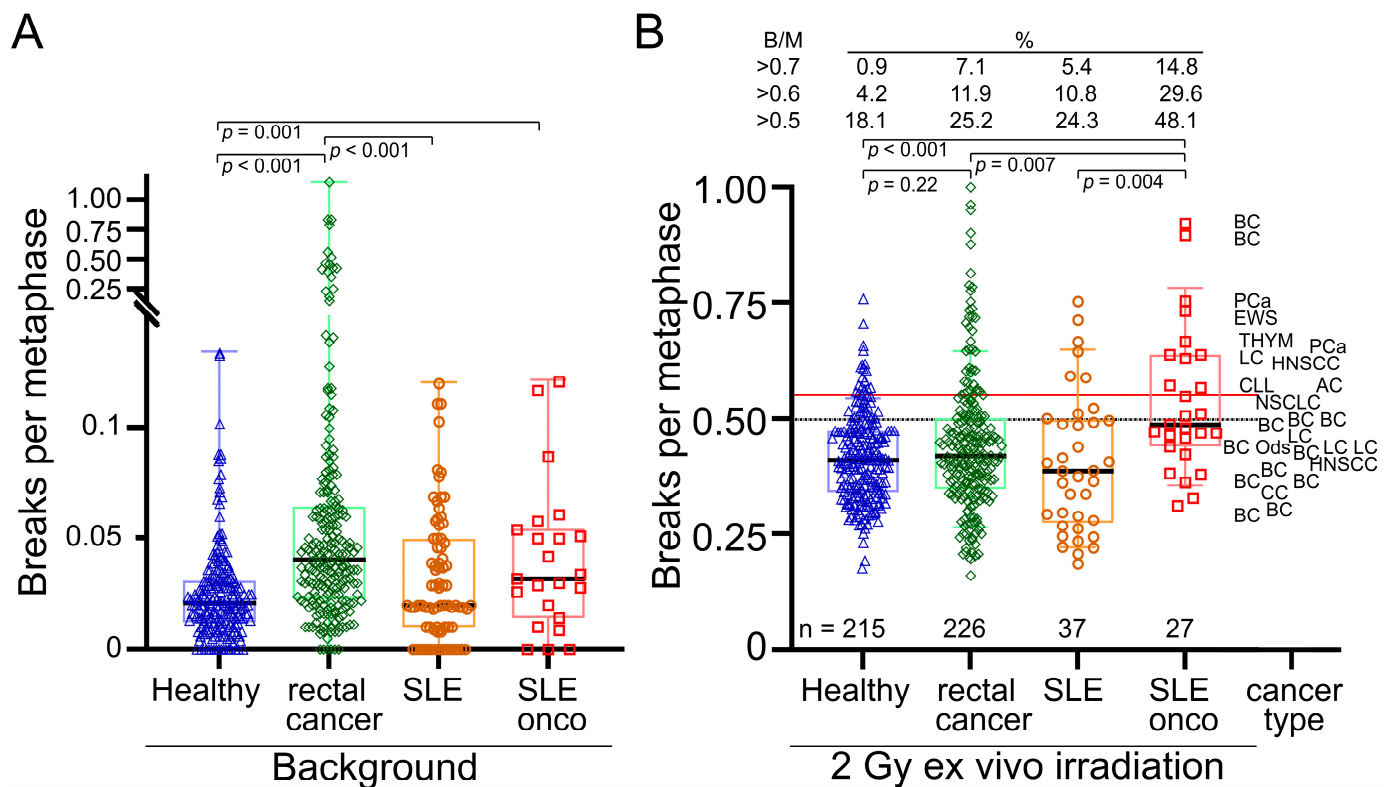 A
p = 0.001
p < 0.001
p < 0.001
Breaks per metaphase
1.00
0.75
0.50
0.25
0.1
0.05
0
Healthy
rectal
cancer
SLE
SLE
onco
Background
B
B/M %
>0.7 0.9 7.1 5.4 14.8
>0.6 4.2 11.9 10.8 29.6
>0.5 18.1 25.2 24.3 48.1
p < 0.001
p = 0.007
p = 0.22
p = 0.004
Breaks per metaphase
1.00
0.75
0.50
0.25
0
BC
BC
PCa
EWS
THYM PCa
LC HNSCC
CLL AC
NSCLC
BC BC BC
LC
BC Ods BC LC LC
BC HNSCC
BC BC
CC
BC BC
n = 215 226 37 27
Healthy
rectal
cancer
SLE
SLE
onco
cancer
type
2 Gy ex vivo irradiation